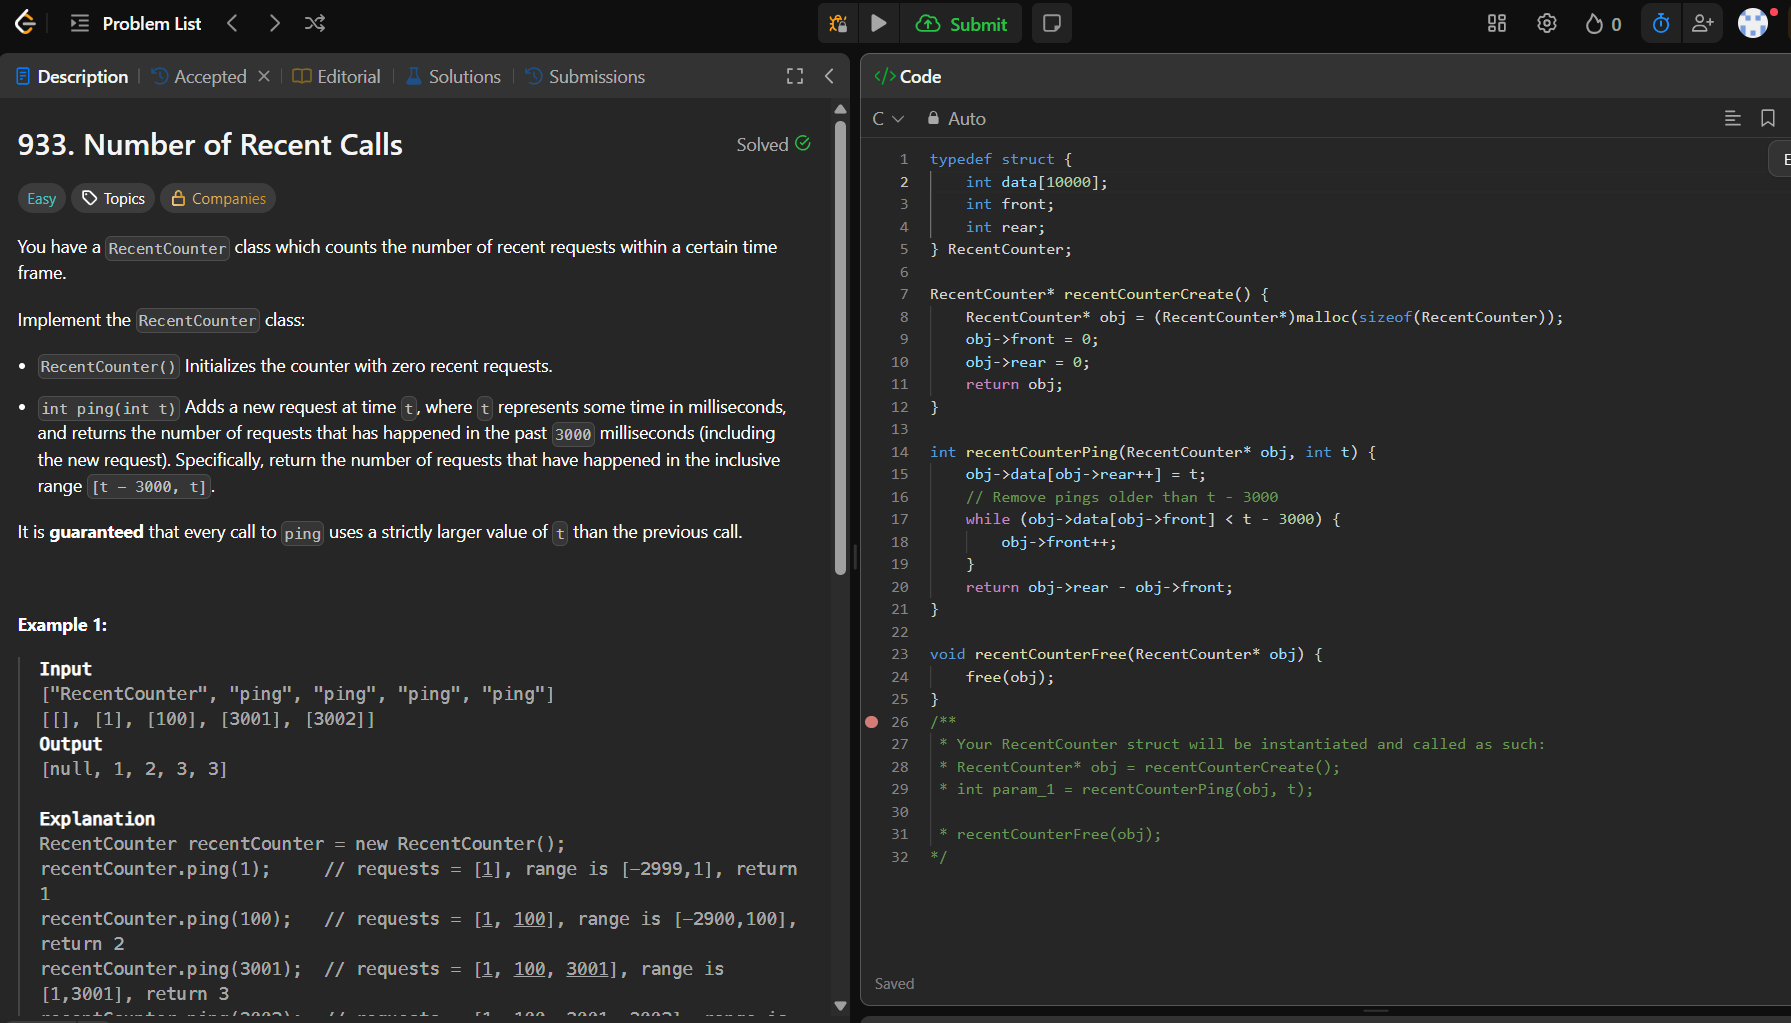 Problem List
Submit
0
Description
Accepted
Editorial
Solutions
Submissions
933. Number of Recent Calls
Solved
Easy
Topics
Companies
You have a RecentCounter class which counts the number of recent requests within a certain time
frame.
Implement the RecentCounter class:
• RecentCounter() Initializes the counter with zero recent requests.
• int ping(int t) Adds a new request at time t, where t represents some time in milliseconds,
and returns the number of requests that has happened in the past 3000 milliseconds (including
the new request). Specifically, return the number of requests that have happened in the inclusive
range [t - 3000, t].
It is guaranteed that every call to ping uses a strictly larger value of t than the previous call.
Example 1:
Input
["RecentCounter", "ping", "ping", "ping", "ping"]
[[], [1], [100], [3001], [3002]]
Output
[null, 1, 2, 3, 3]
Explanation
RecentCounter recentCounter = new RecentCounter();
recentCounter.ping(1);     // requests = [1], range is [-2999,1], return
1
recentCounter.ping(100);   // requests = [1, 100], range is [-2900,100],
return 2
recentCounter.ping(3001);  // requests = [1, 100, 3001], range is
[1,3001], return 3
</> Code
C
Auto
1 typedef struct {
2     int data[10000];
3     int front;
4     int rear;
5 } RecentCounter;
6
7 RecentCounter* recentCounterCreate() {
8     RecentCounter* obj = (RecentCounter*)malloc(sizeof(RecentCounter));
9     obj->front = 0;
10     obj->rear = 0;
11     return obj;
12 }
13
14 int recentCounterPing(RecentCounter* obj, int t) {
15     obj->data[obj->rear++] = t;
16     // Remove pings older than t - 3000
17     while (obj->data[obj->front] < t - 3000) {
18         obj->front++;
19     }
20     return obj->rear - obj->front;
21 }
22
23 void recentCounterFree(RecentCounter* obj) {
24     free(obj);
25 }
26 /**
27  * Your RecentCounter struct will be instantiated and called as such:
28  * RecentCounter* obj = recentCounterCreate();
29  * int param_1 = recentCounterPing(obj, t);
30
31  * recentCounterFree(obj);
32 */
Saved